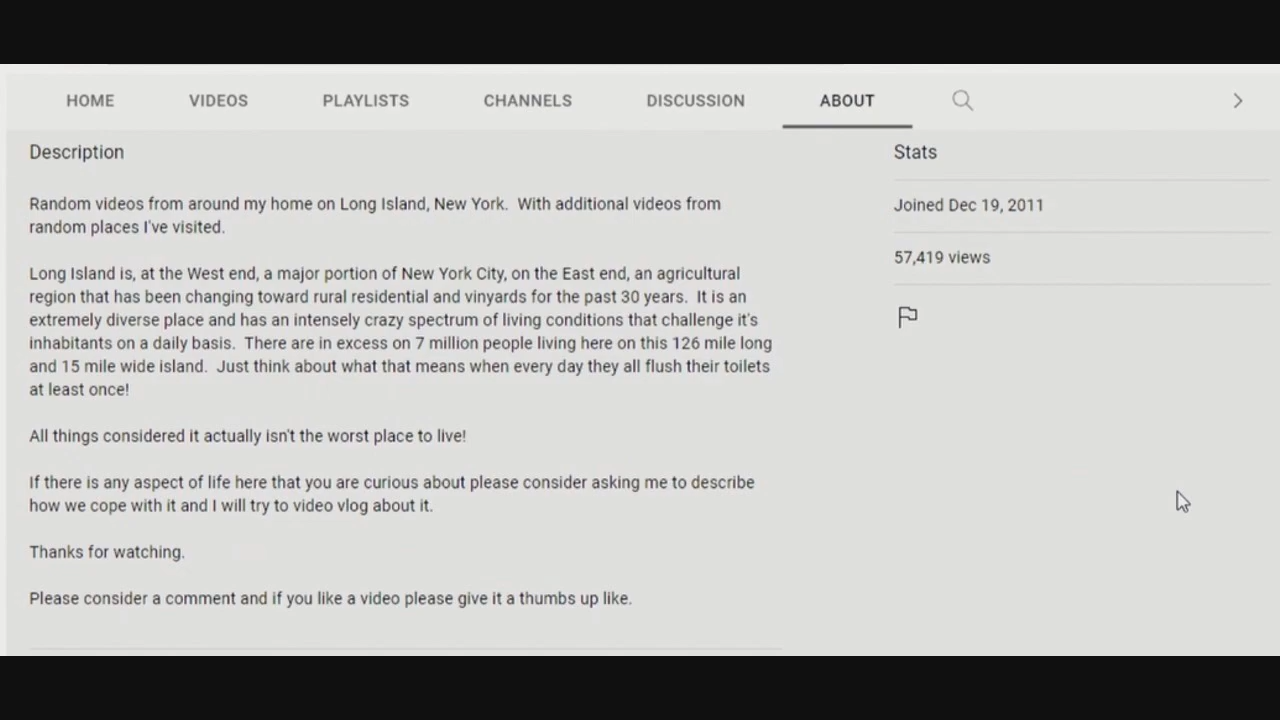 HOME VIDEOS PLAYLISTS CHANNELS DISCUSSION ABOUT
Description
Random videos from around my home on Long Island, New York.  With additional videos from
random places I've visited.
Long Island is, at the West end, a major portion of New York City, on the East end, an agricultural
region that has been changing toward rural residential and vinyards for the past 30 years.  It is an
extremely diverse place and has an intensely crazy spectrum of living conditions that challenge it's
inhabitants on a daily basis.  There are in excess on 7 million people living here on this 126 mile long
and 15 mile wide island.  Just think about what that means when every day they all flush their toilets
at least once!
All things considered it actually isn't the worst place to live!
If there is any aspect of life here that you are curious about please consider asking me to describe
how we cope with it and I will try to video vlog about it.
Thanks for watching.
Please consider a comment and if you like a video please give it a thumbs up like.
Stats
Joined Dec 19, 2011
57,419 views